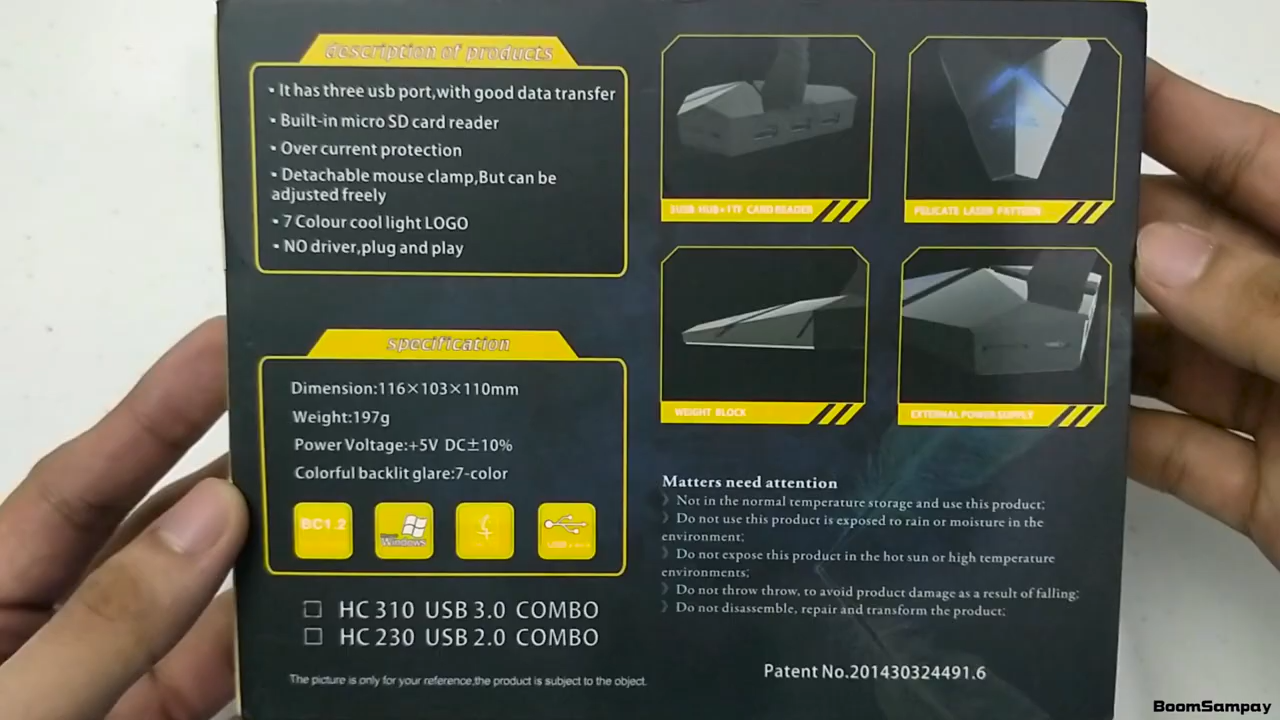 description of products
▪ It has three usb port,with good data transfer
▪ Built-in micro SD card reader
▪ Over current protection
▪ Detachable mouse clamp,But can be
adjusted freely
▪ 7 Colour cool light LOGO
▪ NO driver,plug and play
3USB HUB+1TF CARD READER
PELICATE LASER PATTERN
WEIGHT BLOCK
EXTERNAL POWER SUPPLY
specification
Dimension:116×103×110mm
Weight:197g
Power Voltage:+5V DC±10%
Colorful backlit glare:7-color
BC1.2
Windows
☐ HC 310 USB 3.0 COMBO
☐ HC 230 USB 2.0 COMBO
The picture is only for your reference,the product is subject to the object.
Matters need attention
》Not in the normal temperature storage and use this product;
》Do not use this product is exposed to rain or moisture in the
environment;
》Do not expose this product in the hot sun or high temperature
environments;
》Do not throw throw, to avoid product damage as a result of falling;
》Do not disassemble, repair and transform the product;
Patent No.201430324491.6
BoomSampay